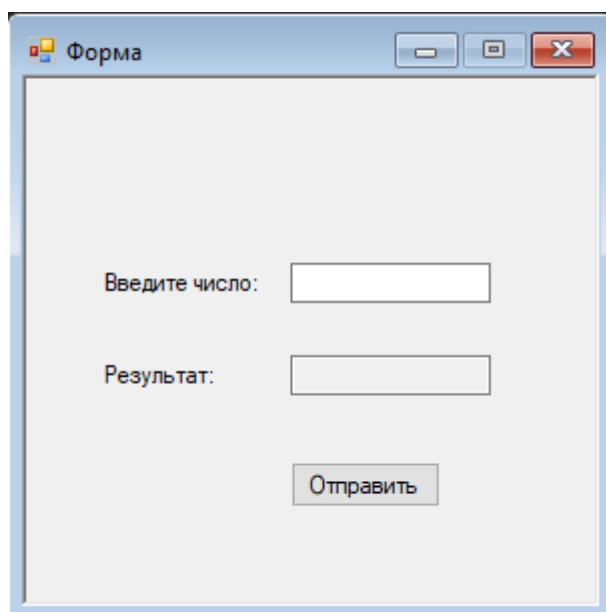 Форма
Введите число:
Результат:
Отправить